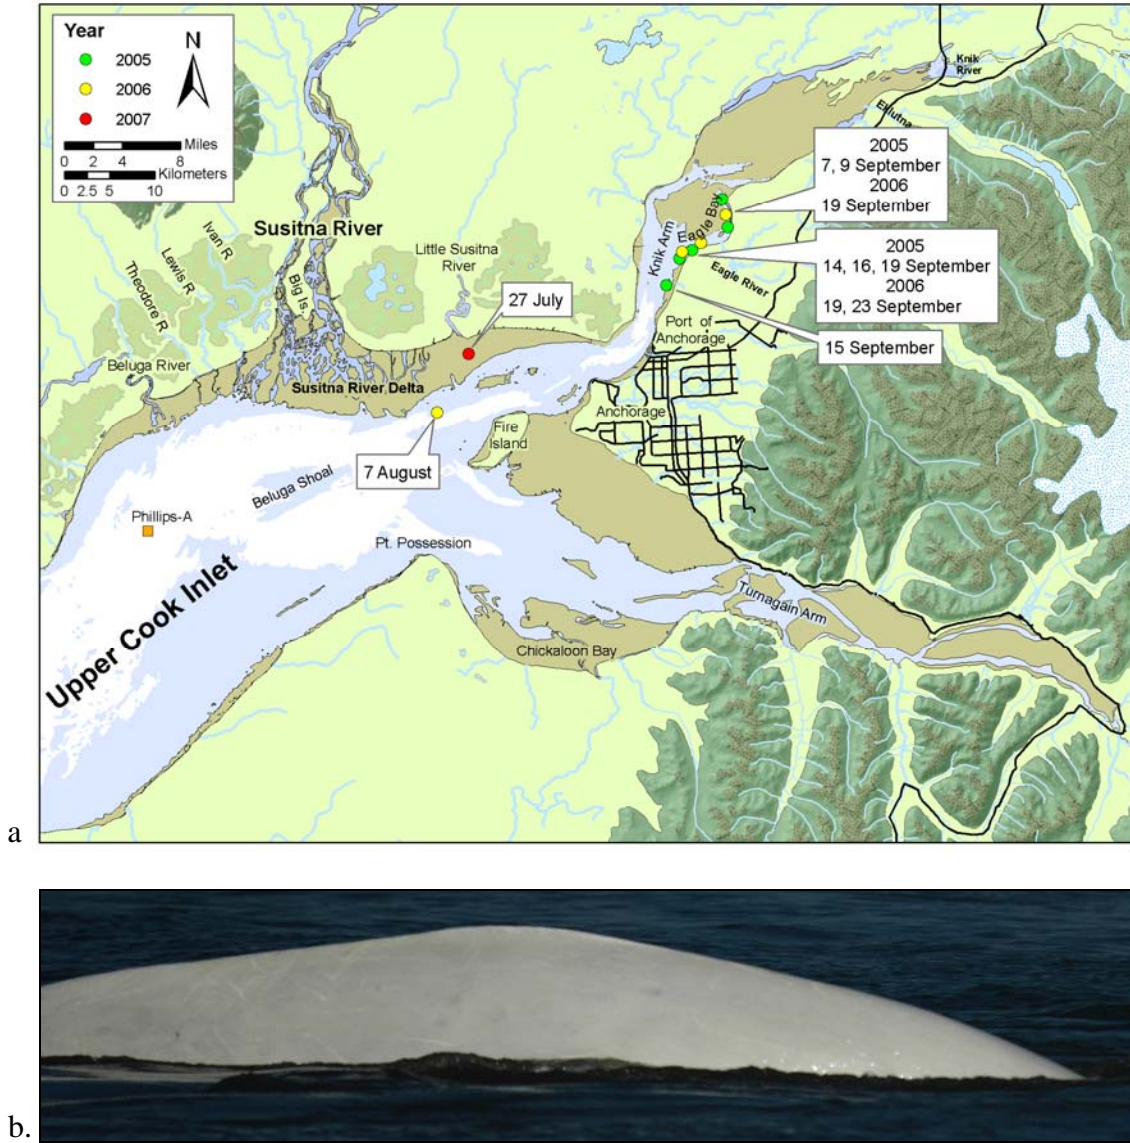 Year
2005
2006
2007
N
Miles
0 2 4 8
Kilometers
0 2.5 5 10
Knik
River
Eklutna
2005
7, 9 September
2006
19 September
Susitna River
Ivan R
Lewis R
Theodore R
Big Is.
Little Susitna
River
Knik Arm
Eagle Bay
Eagle River
2005
14, 16, 19 September
2006
19, 23 September
27 July
Port of
Anchorage
15 September
Beluga River
Susitna River Delta
Anchorage
Fire
Island
7 August
Beluga Shoal
Phillips-A
Pt. Possession
Upper Cook Inlet
Turnagain Arm
Chickaloon Bay
a
b.